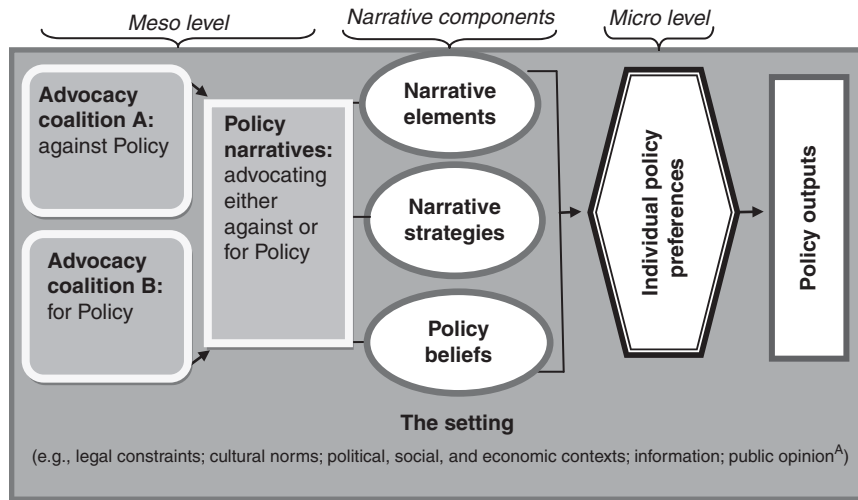 Meso level
Narrative components
Micro level
Advocacy
coalition A:
against Policy
Advocacy
coalition B:
for Policy
Policy
narratives:
advocating
either
against or
for Policy
Narrative
elements
Narrative
strategies
Policy
beliefs
Individual policy
preferences
Policy outputs
The setting
(e.g., legal constraints; cultural norms; political, social, and economic contexts; information; public opinionA)